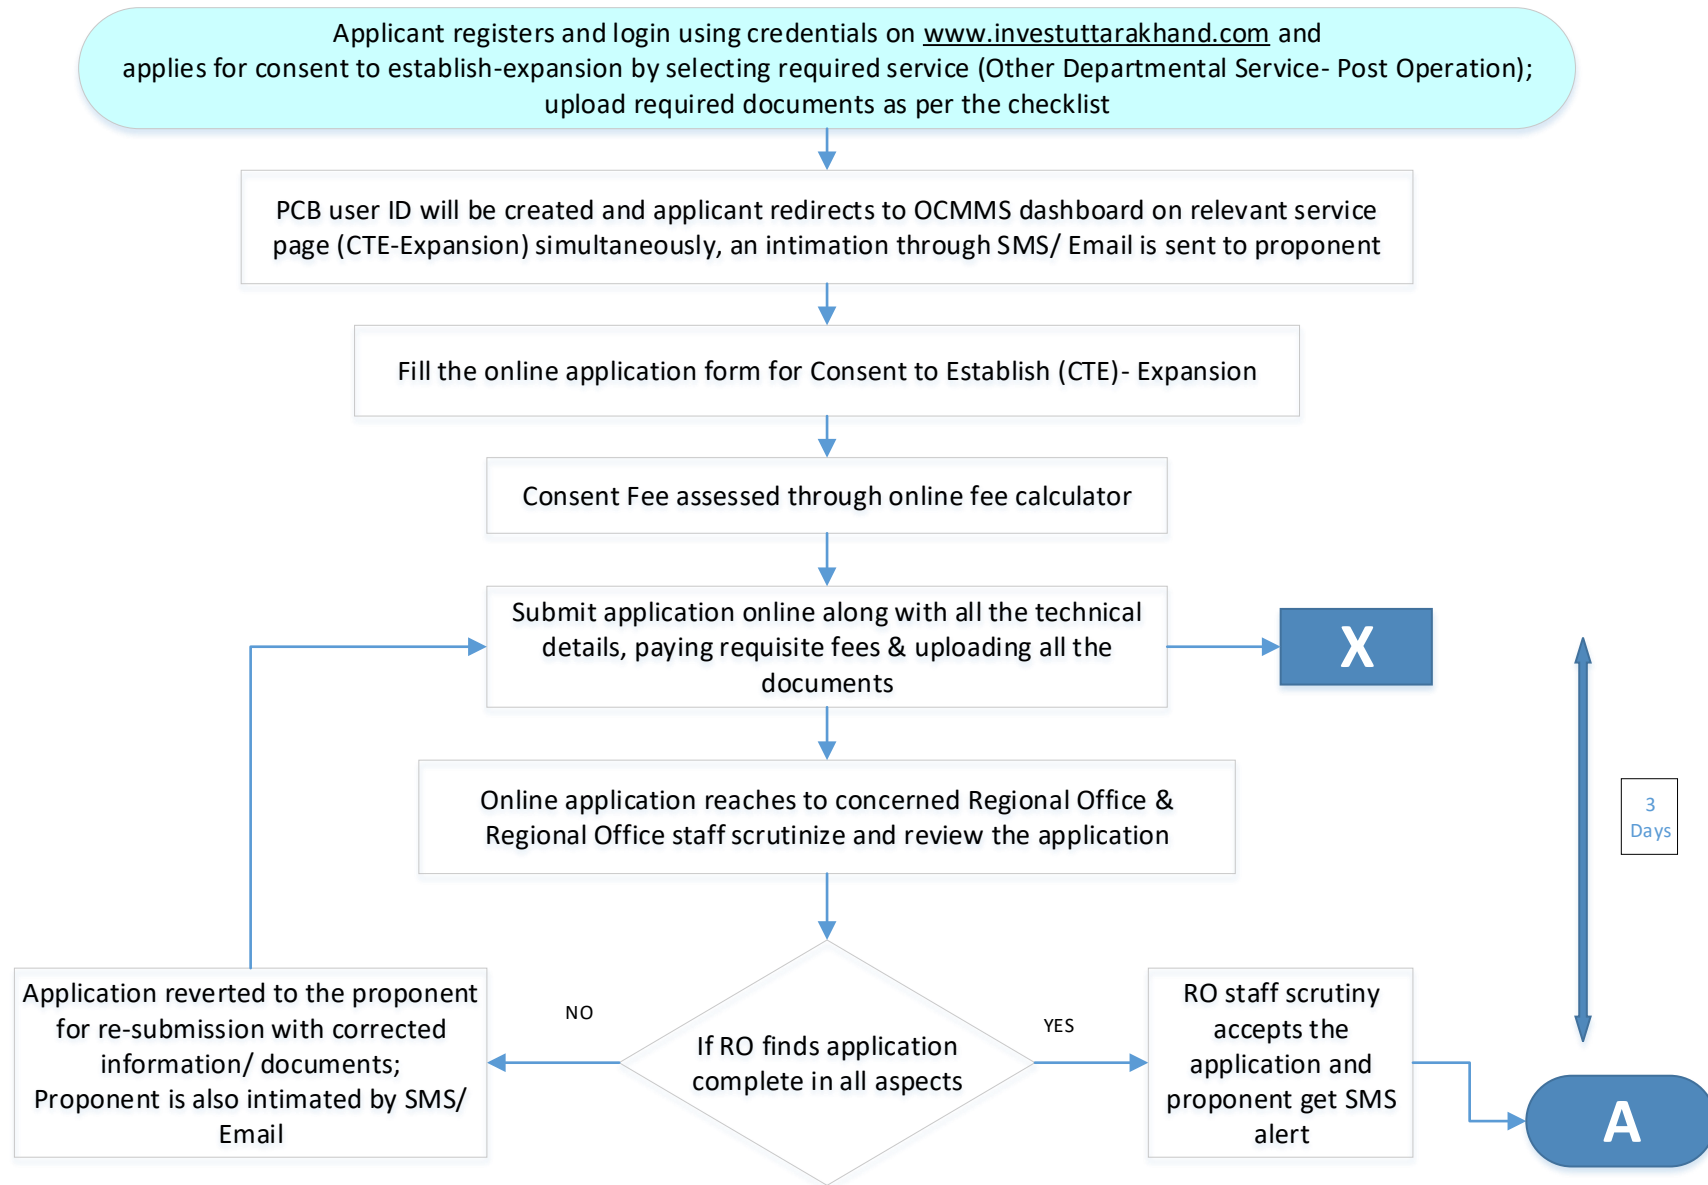 Applicant registers and login using credentials on www.investuttarakhand.com and
applies for consent to establish-expansion by selecting required service (Other Departmental Service- Post Operation);
upload required documents as per the checklist
PCB user ID will be created and applicant redirects to OCMMS dashboard on relevant service
page (CTE-Expansion) simultaneously, an intimation through SMS/ Email is sent to proponent
Fill the online application form for Consent to Establish (CTE)- Expansion
Consent Fee assessed through online fee calculator
Submit application online along with all the technical
details, paying requisite fees & uploading all the
documents
X
3
Days
Online application reaches to concerned Regional Office &
Regional Office staff scrutinize and review the application
Application reverted to the proponent
for re-submission with corrected
information/ documents;
Proponent is also intimated by SMS/
Email
NO
If RO finds application
complete in all aspects
YES
RO staff scrutiny
accepts the
application and
proponent get SMS
alert
A